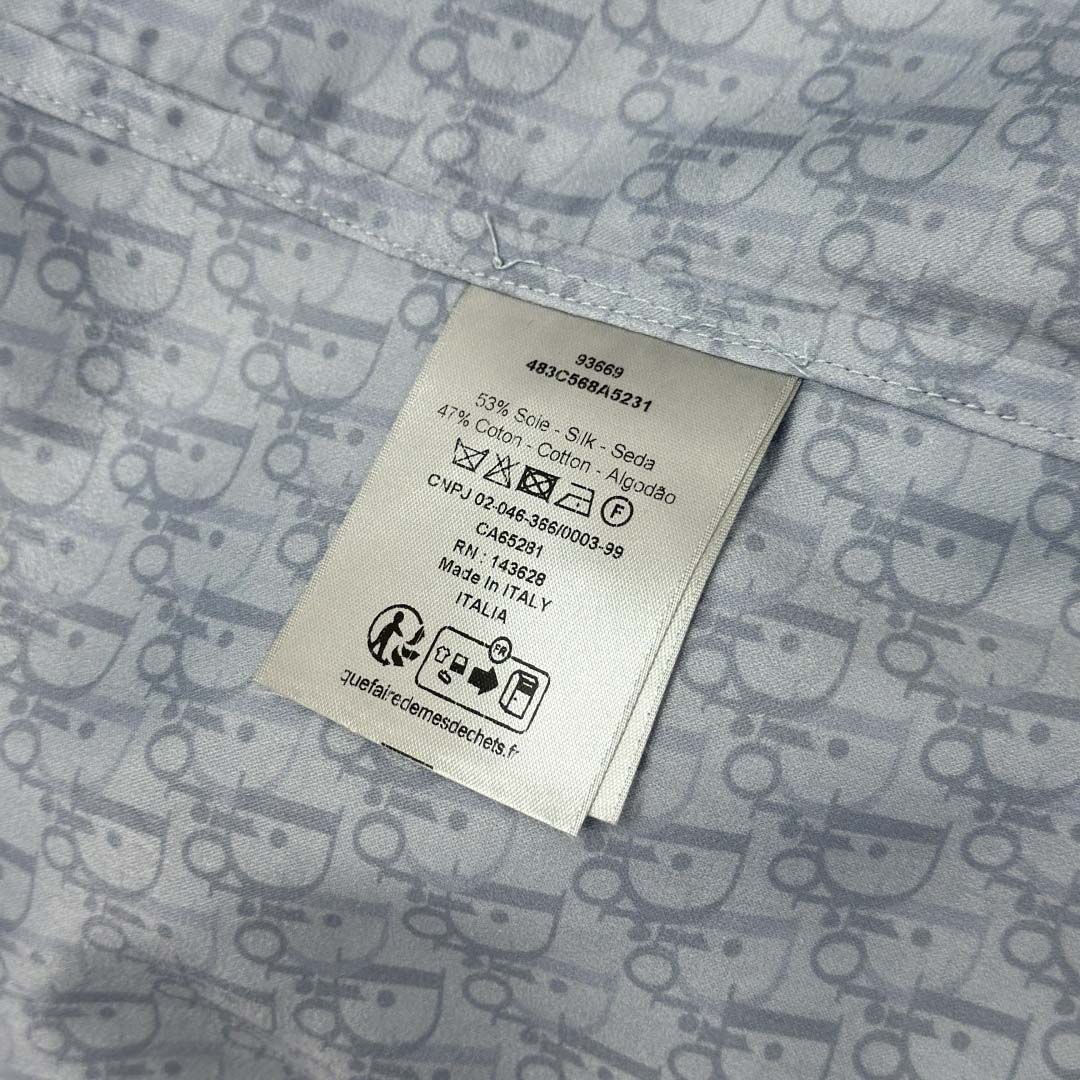 93669
483C568A5231
53% Soie - Silk - Seda
47% Coton - Cotton - Algodão
F
CNPJ 02-046-366/0003-99
CA65281
RN : 143628
Made in ITALY
ITALIA
FR
quefairedemesdechets.fr
Dior